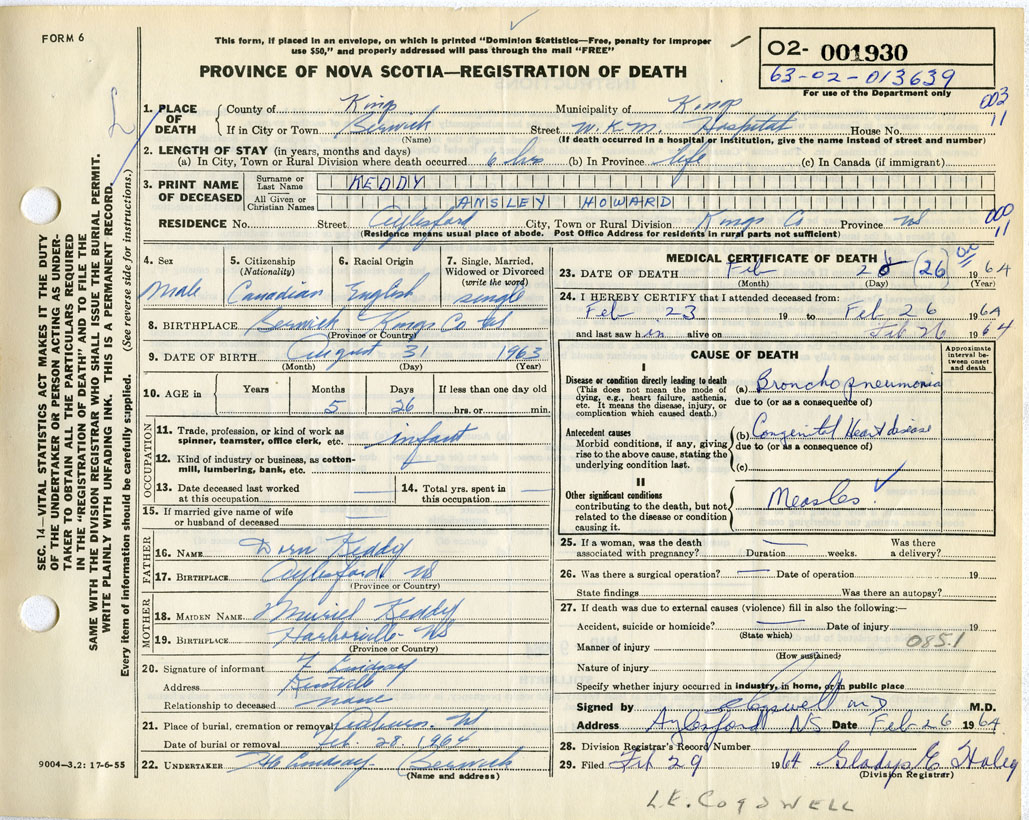 FORM 6
This form, if placed in an envelope, on which is printed "Dominion Statistics—Free, penalty for improper
use $50," and properly addressed will pass through the mail "FREE"
PROVINCE OF NOVA SCOTIA—REGISTRATION OF DEATH
02- 001930
63-02-013639
For use of the Department only
003
11
1. PLACE OF DEATH
County of Kings Municipality of Kings
If in City or Town Berwick Street W.K.M. Hospital House No.
(Name) (If death occurred in a hospital or institution, give the name instead of street and number)
2. LENGTH OF STAY (in years, months and days)
(a) In City, Town or Rural Division where death occurred 6 hrs (b) In Province life (c) In Canada (if immigrant)
3. PRINT NAME OF DECEASED
Surname or Last Name KEDDY
All Given or Christian Names ANSLEY HOWARD
RESIDENCE No. Street Aylesford City, Town or Rural Division Kings Co Province NS
(Residence means usual place of abode. Post Office Address for residents in rural parts not sufficient)
000
11
4. Sex Male
5. Citizenship (Nationality) Canadian
6. Racial Origin English
7. Single, Married, Widowed or Divorced (write the word) single
8. BIRTHPLACE Berwick, Kings Co NS
(Province or Country)
9. DATE OF BIRTH August 31 1963
(Month) (Day) (Year)
10. AGE in Years Months 5 Days 26 If less than one day old hrs. or min.
OCCUPATION
11. Trade, profession, or kind of work as spinner, teamster, office clerk, etc. infant
12. Kind of industry or business, as cotton-mill, lumbering, bank, etc.
13. Date deceased last worked at this occupation —
14. Total yrs. spent in this occupation —
15. If married give name of wife or husband of deceased —
FATHER
16. NAME Dorn Keddy
17. BIRTHPLACE Aylesford NS
(Province or Country)
MOTHER
18. MAIDEN NAME Muriel Keddy
19. BIRTHPLACE Harborville NS
(Province or Country)
20. Signature of informant F Lindsay
Address
Relationship to deceased none
21. Place of burial, cremation or removal NS
Date of burial or removal Feb. 28, 1964
22. UNDERTAKER Lindsay (Berwick
(Name and address)
9004—3.2: 17-6-55
MEDICAL CERTIFICATE OF DEATH
23. DATE OF DEATH Feb (26) 1964
(Month) (Day) (Year)
24. I HEREBY CERTIFY that I attended deceased from:
Feb 23 19 to Feb 26 1964
and last saw him alive on Feb 26 1964
CAUSE OF DEATH
Approximate interval between onset and death
I
Disease or condition directly leading to death
(This does not mean the mode of dying, e.g., heart failure, asthenia, etc. It means the disease, injury, or complication which caused death.)
(a) Bronchopneumonia
due to (or as a consequence of)
Antecedent causes
Morbid conditions, if any, giving rise to the above cause, stating the underlying condition last.
(b) Congenital Heart disease
due to (or as a consequence of)
(c)
II
Other significant conditions contributing to the death, but not related to the disease or condition causing it.
Measles
25. If a woman, was the death associated with pregnancy? — Duration weeks. Was there a delivery?
26. Was there a surgical operation? — Date of operation 19
State findings Was there an autopsy?
27. If death was due to external causes (violence) fill in also the following:—
Accident, suicide or homicide? — Date of injury 19
(State which)
Manner of injury 085.1
(How sustained)
Nature of injury
Specify whether injury occurred in industry, in home, or in public place
Signed by Cogswell MD M.D.
Address Aylesford NS Date Feb 26 1964
28. Division Registrar's Record Number
29. Filed Feb 29 1964 Gladys E Haley
(Division Registrar)
L.E. COGSWELL
SEC. 14—VITAL STATISTICS ACT MAKES IT THE DUTY
OF THE UNDERTAKER OR PERSON ACTING AS UNDER-
TAKER TO OBTAIN ALL THE PARTICULARS REQUIRED
IN THE "REGISTRATION OF DEATH" AND TO FILE THE
SAME WITH THE DIVISION REGISTRAR WHO SHALL ISSUE THE BURIAL PERMIT.
WRITE PLAINLY WITH UNFADING INK. THIS IS A PERMANENT RECORD.
Every item of information should be carefully supplied. (See reverse side for instructions.)